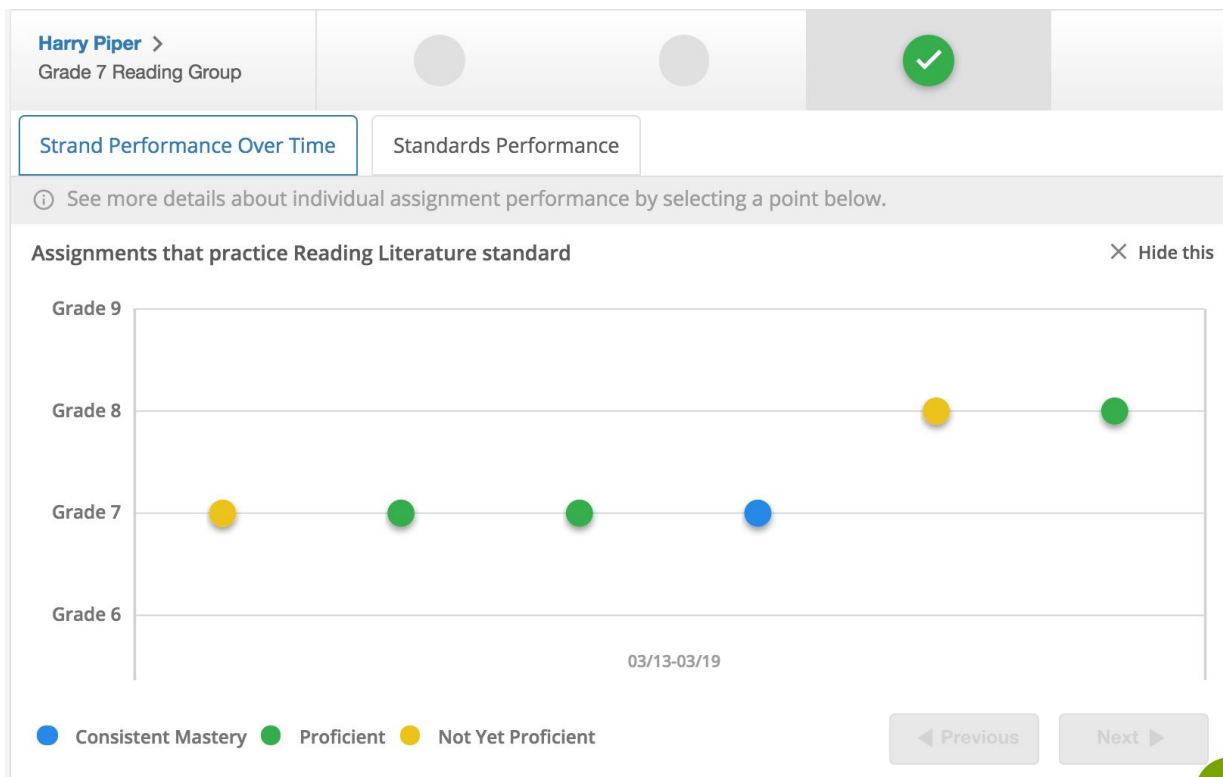 Harry Piper >
Grade 7 Reading Group
Strand Performance Over Time
Standards Performance
See more details about individual assignment performance by selecting a point below.
Assignments that practice Reading Literature standard
Hide this
Grade 9
Grade 8
Grade 7
Grade 6
03/13-03/19
Consistent Mastery Proficient Not Yet Proficient
Previous
Next